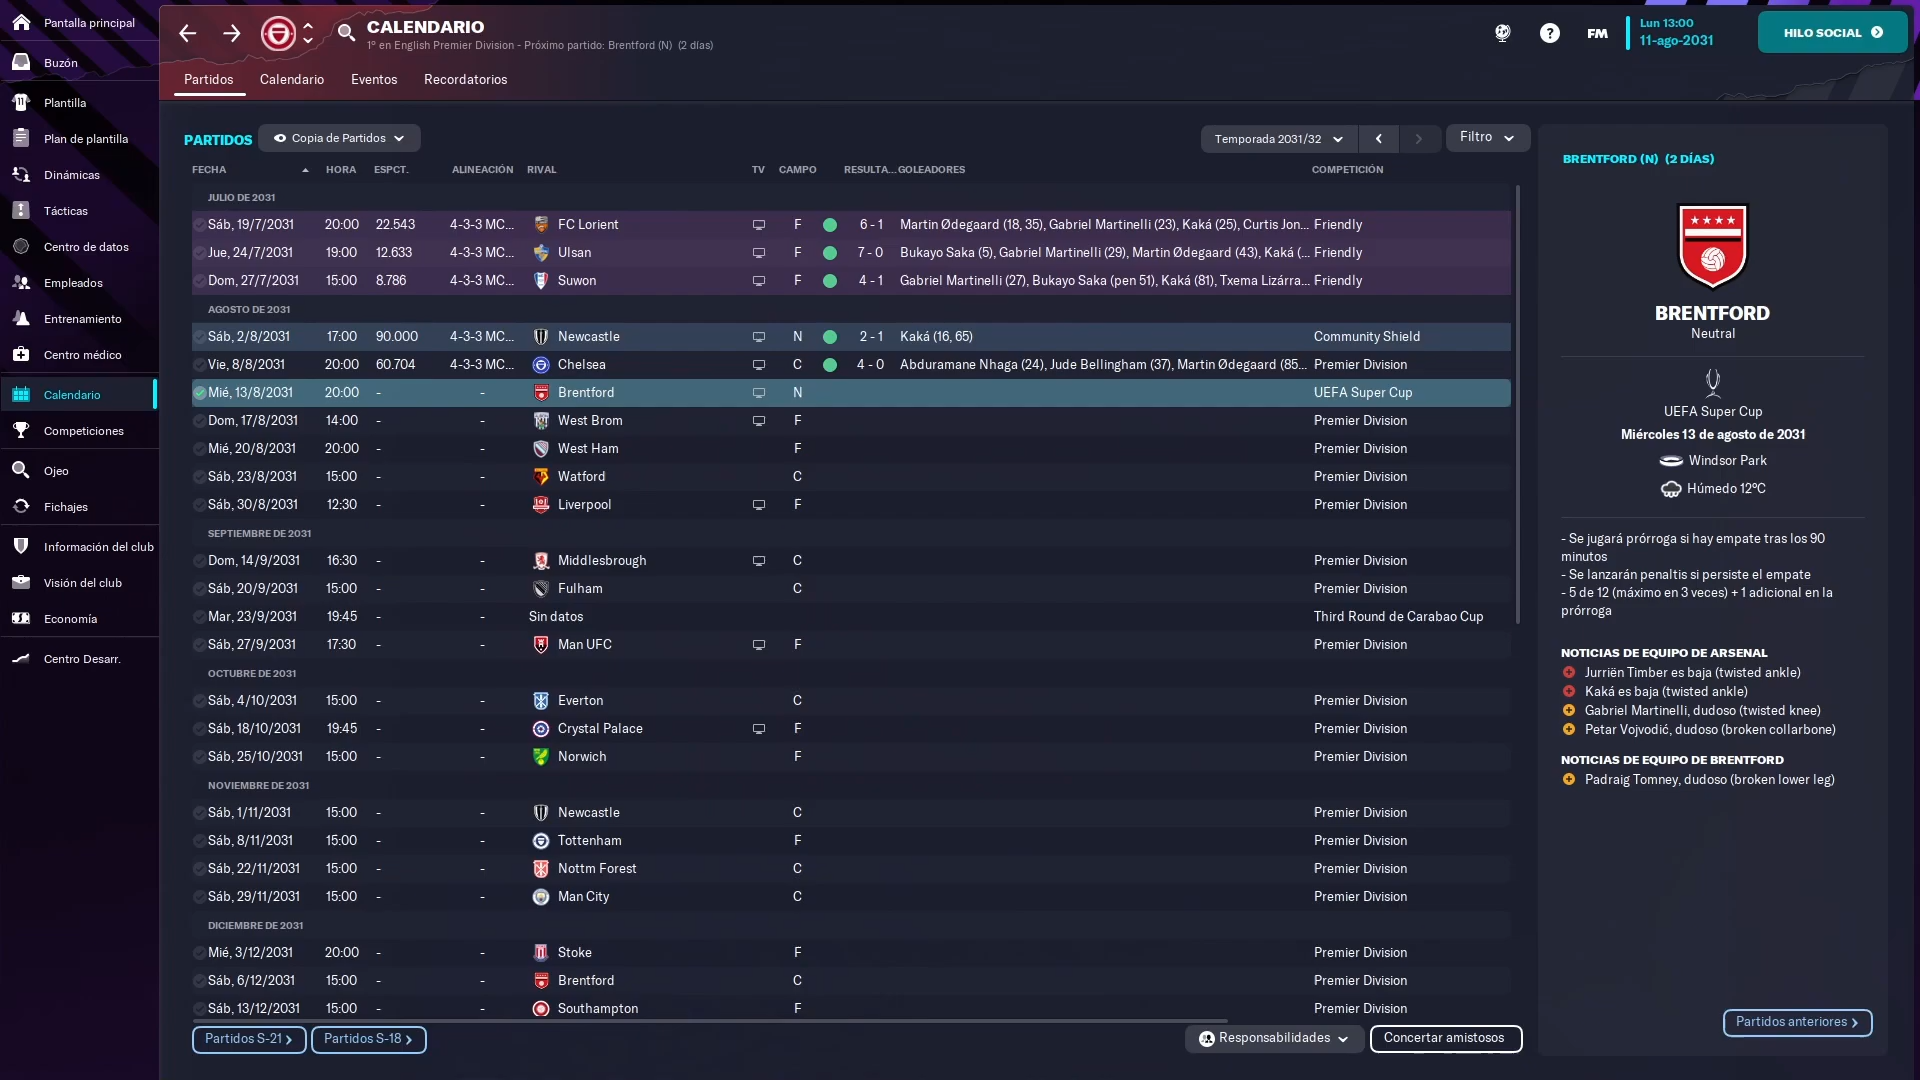 Pantalla principal
Buzón
Plantilla
Plan de plantilla
Dinámicas
Tácticas
Centro de datos
Empleados
Entrenamiento
Centro médico
Calendario
Competiciones
Ojeo
Fichajes
Información del club
Visión del club
Economía
Centro Desarr.
CALENDARIO
1º en English Premier Division - Próximo partido: Brentford (N) (2 días)
FM
Lun 13:00
11-ago-2031
HILO SOCIAL
Partidos Calendario Eventos Recordatorios
PARTIDOS Copia de Partidos Temporada 2031/32 Filtro
FECHA HORA ESPCT. ALINEACIÓN RIVAL TV CAMPO RESULTA... GOLEADORES COMPETICIÓN
JULIO DE 2031
Sáb, 19/7/2031 20:00 22.543 4-3-3 MC... FC Lorient F 6 - 1 Martin Ødegaard (18, 35), Gabriel Martinelli (23), Kaká (25), Curtis Jon... Friendly
Jue, 24/7/2031 19:00 12.633 4-3-3 MC... Ulsan F 7 - 0 Bukayo Saka (5), Gabriel Martinelli (29), Martin Ødegaard (43), Kaká (... Friendly
Dom, 27/7/2031 15:00 8.786 4-3-3 MC... Suwon F 4 - 1 Gabriel Martinelli (27), Bukayo Saka (pen 51), Kaká (81), Txema Lizárra... Friendly
AGOSTO DE 2031
Sáb, 2/8/2031 17:00 90.000 4-3-3 MC... Newcastle N 2 - 1 Kaká (16, 65) Community Shield
Vie, 8/8/2031 20:00 60.704 4-3-3 MC... Chelsea C 4 - 0 Abduramane Nhaga (24), Jude Bellingham (37), Martin Ødegaard (85... Premier Division
Mié, 13/8/2031 20:00 - - Brentford N UEFA Super Cup
Dom, 17/8/2031 14:00 - - West Brom F Premier Division
Mié, 20/8/2031 20:00 - - West Ham F Premier Division
Sáb, 23/8/2031 15:00 - - Watford C Premier Division
Sáb, 30/8/2031 12:30 - - Liverpool F Premier Division
SEPTIEMBRE DE 2031
Dom, 14/9/2031 16:30 - - Middlesbrough C Premier Division
Sáb, 20/9/2031 15:00 - - Fulham C Premier Division
Mar, 23/9/2031 19:45 - - Sin datos Third Round de Carabao Cup
Sáb, 27/9/2031 17:30 - - Man UFC F Premier Division
OCTUBRE DE 2031
Sáb, 4/10/2031 15:00 - - Everton C Premier Division
Sáb, 18/10/2031 19:45 - - Crystal Palace F Premier Division
Sáb, 25/10/2031 15:00 - - Norwich F Premier Division
NOVIEMBRE DE 2031
Sáb, 1/11/2031 15:00 - - Newcastle C Premier Division
Sáb, 8/11/2031 15:00 - - Tottenham F Premier Division
Sáb, 22/11/2031 15:00 - - Nottm Forest C Premier Division
Sáb, 29/11/2031 15:00 - - Man City C Premier Division
DICIEMBRE DE 2031
Mié, 3/12/2031 20:00 - - Stoke F Premier Division
Sáb, 6/12/2031 15:00 - - Brentford C Premier Division
Sáb, 13/12/2031 15:00 - - Southampton F Premier Division
Partidos S-21 Partidos S-18 Responsabilidades Concertar amistosos
BRENTFORD (N) (2 DÍAS)
BRENTFORD
Neutral
UEFA Super Cup
Miércoles 13 de agosto de 2031
Windsor Park
Húmedo 12ºC
- Se jugará prórroga si hay empate tras los 90
minutos
- Se lanzarán penaltis si persiste el empate
- 5 de 12 (máximo en 3 veces) + 1 adicional en la
prórroga
NOTICIAS DE EQUIPO DE ARSENAL
Jurriën Timber es baja (twisted ankle)
Kaká es baja (twisted ankle)
Gabriel Martinelli, dudoso (twisted knee)
Petar Vojvodić, dudoso (broken collarbone)
NOTICIAS DE EQUIPO DE BRENTFORD
Padraig Tomney, dudoso (broken lower leg)
Partidos anteriores